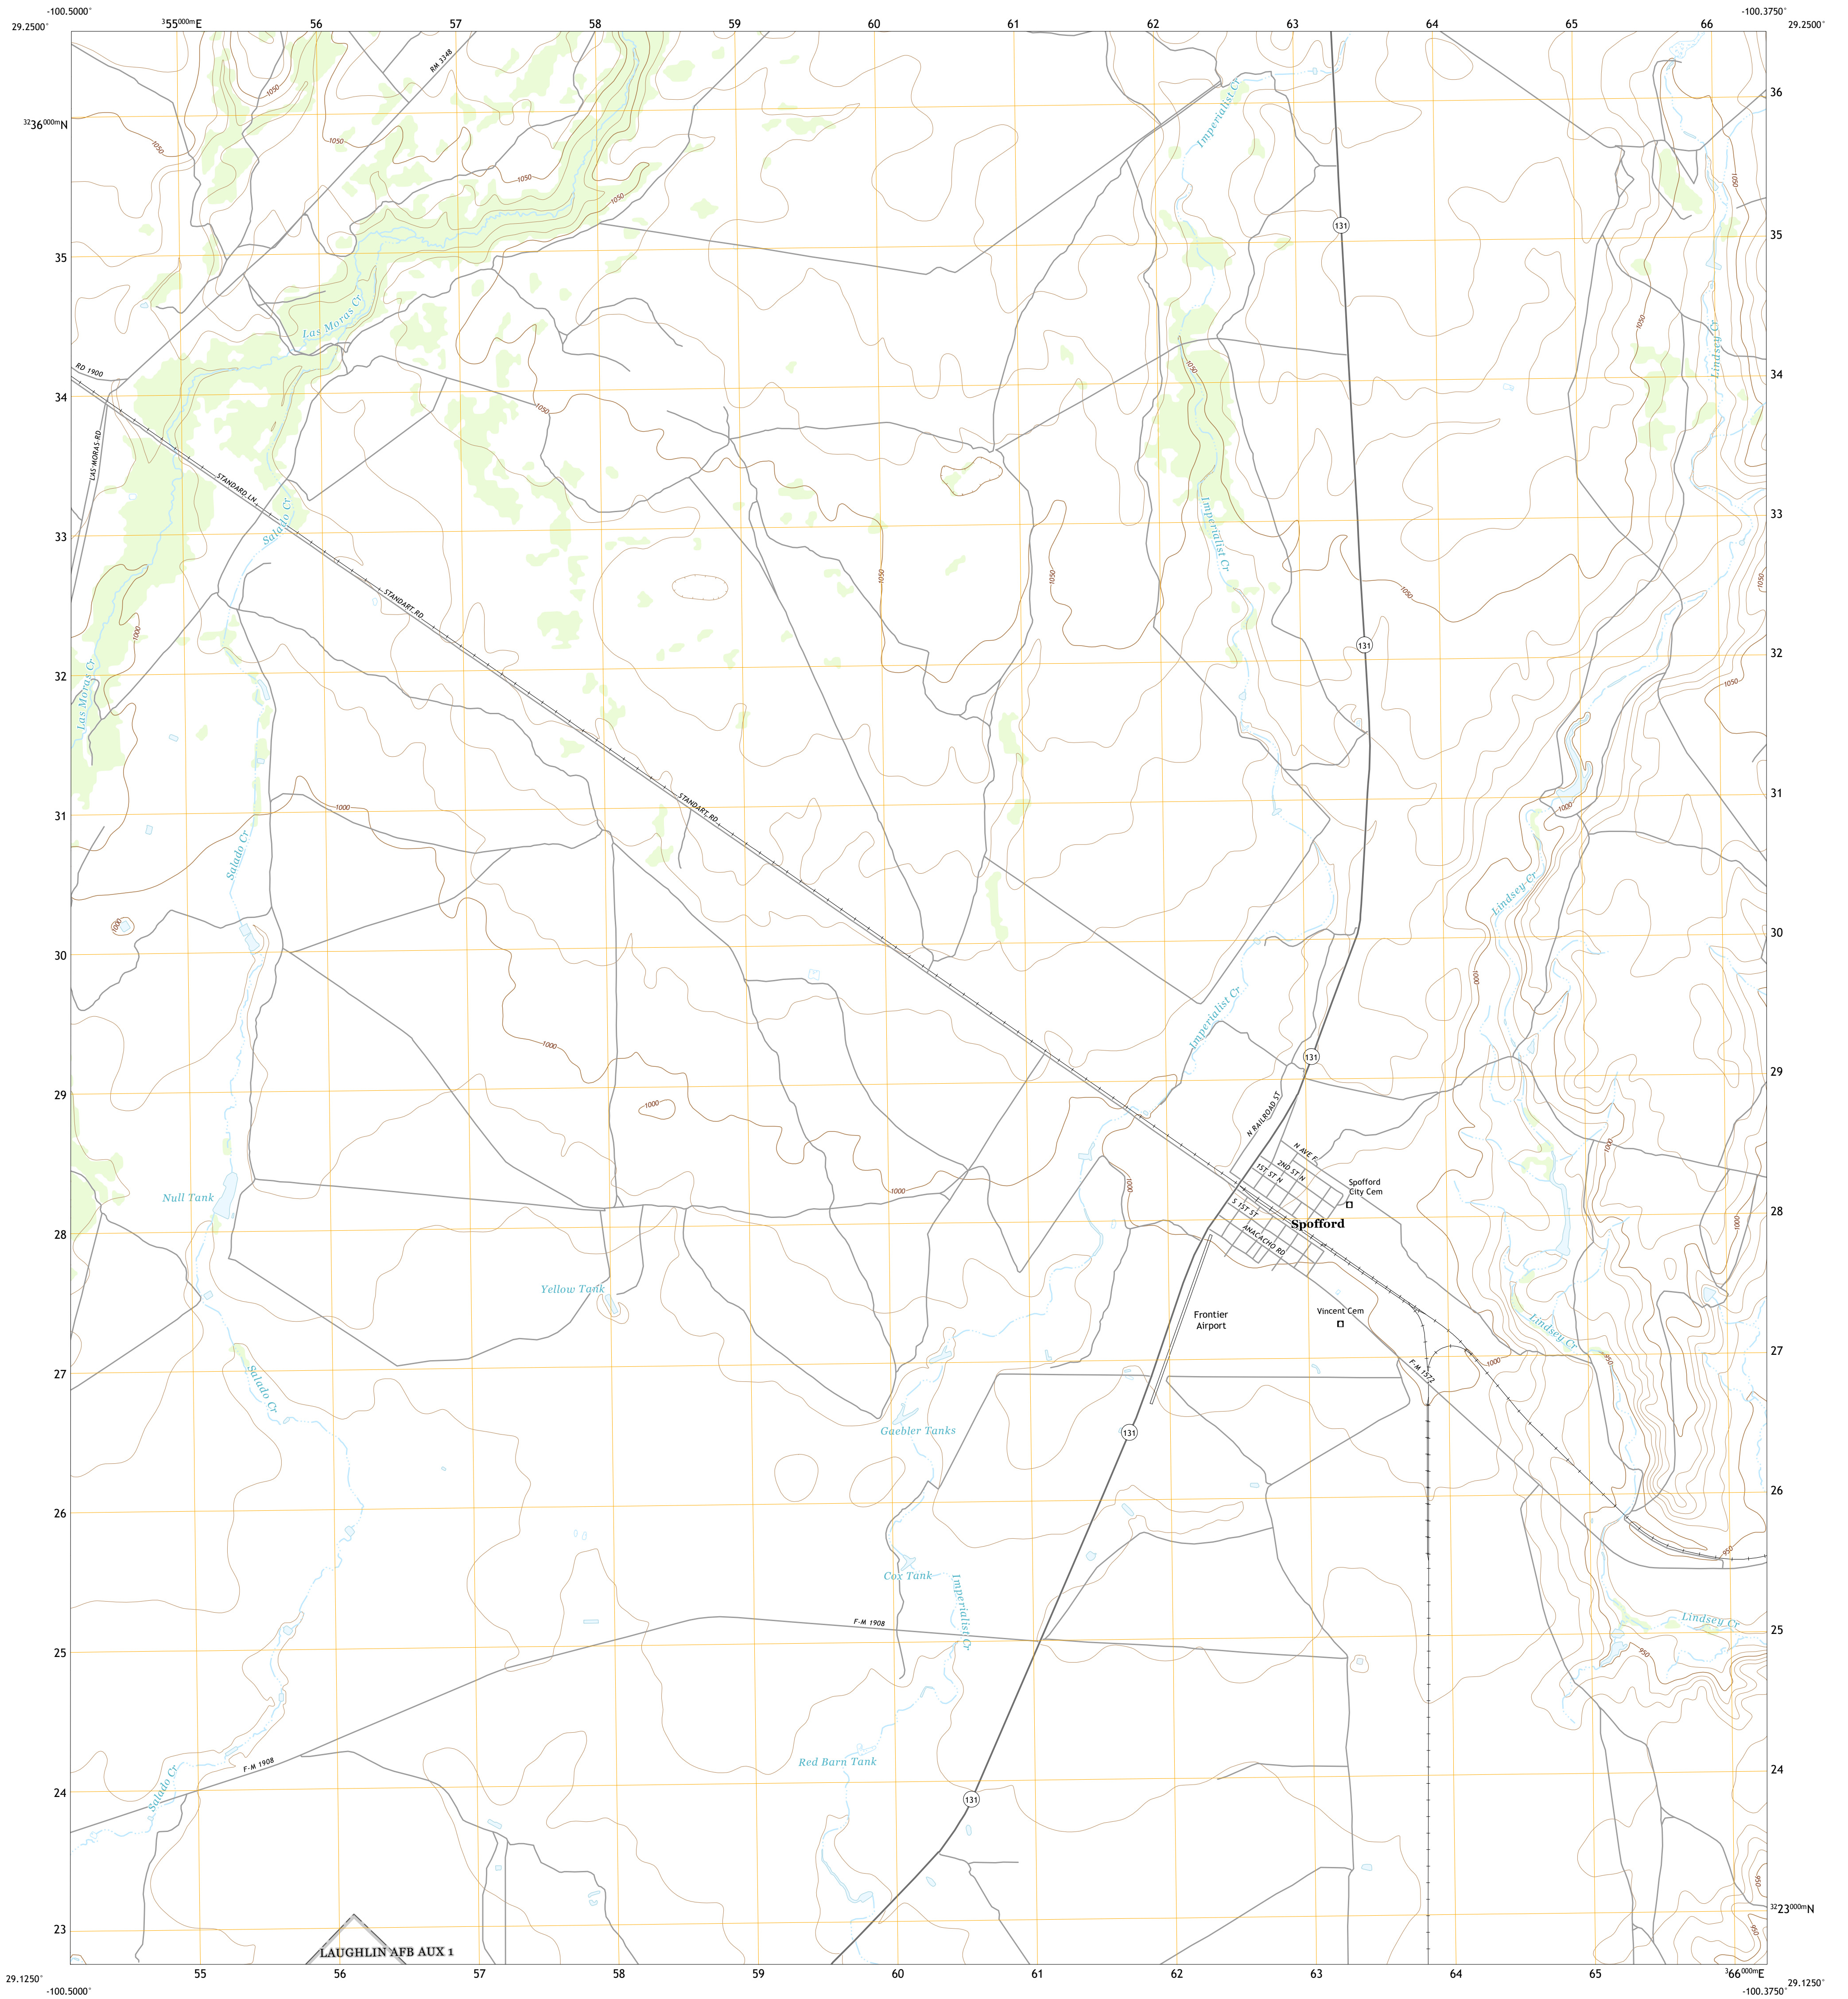 -100.5000°
-100.3750°
29.2500°
³55⁰⁰⁰ᵐE
56
57
58
59
60
61
62
63
64
65
66
29.2500°
RM 3348
1050
Imperialist Cr
36
³²36⁰⁰⁰ᵐN
1050
1050
1050
1050
1050
131
35
35
Las Moras Cr
1050
Lindsey Cr
RD 1900
1050
34
34
1050
LAS MORAS RD
STANDARD LN
Salado Cr
Imperialist Cr
33
33
1050
1050
1050
1050
STANDART RD
1000
131
32
32
Las Moras Cr
1050
STANDART RD
1000
1000
31
31
Salado Cr
Lindsey Cr
1000
30
30
1000
Imperialist Cr
1000
131
29
29
1000
N RAILROAD ST
N AVE F
2ND ST N
1ST ST N
1000
1000
1000
Spofford
City Cem
Null Tank
S 1ST ST
Spofford
1000
28
28
ANACACHO RD
Yellow Tank
Frontier
Airport
Vincent Cem
Lindsey Cr
950
27
27
1000
F-M 1572
Salado Cr
Gaebler Tanks
131
26
26
950
Cox Tank
Imperialist Cr
F-M 1908
Lindsey Cr
25
25
950
F-M 1908
Red Barn Tank
Salado Cr
24
24
131
950
³²23⁰⁰⁰ᵐN
23
950
LAUGHLIN AFB AUX 1
55
56
57
58
59
60
61
62
63
64
65
³66⁰⁰⁰ᵐE
29.1250°
29.1250°
-100.5000°
-100.3750°